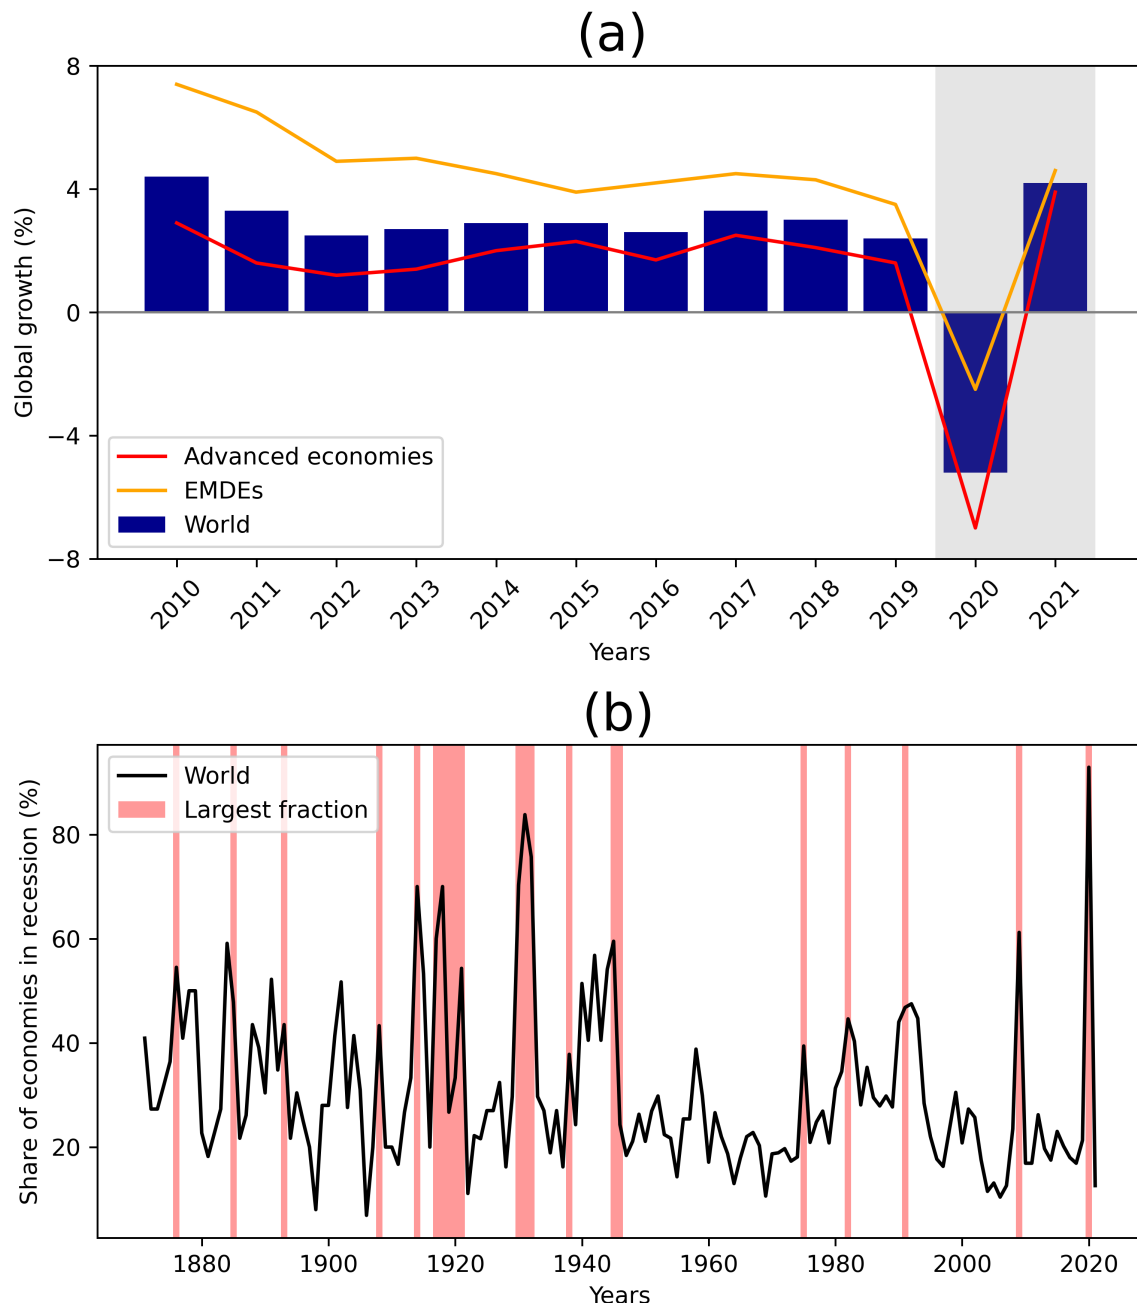 (a)
8
4
0
−4
−8
Global growth (%)
Advanced economies
EMDEs
World
2010 2011 2012 2013 2014 2015 2016 2017 2018 2019 2020 2021
Years
(b)
World
Largest fraction
80
60
40
20
Share of economies in recession (%)
1880 1900 1920 1940 1960 1980 2000 2020
Years